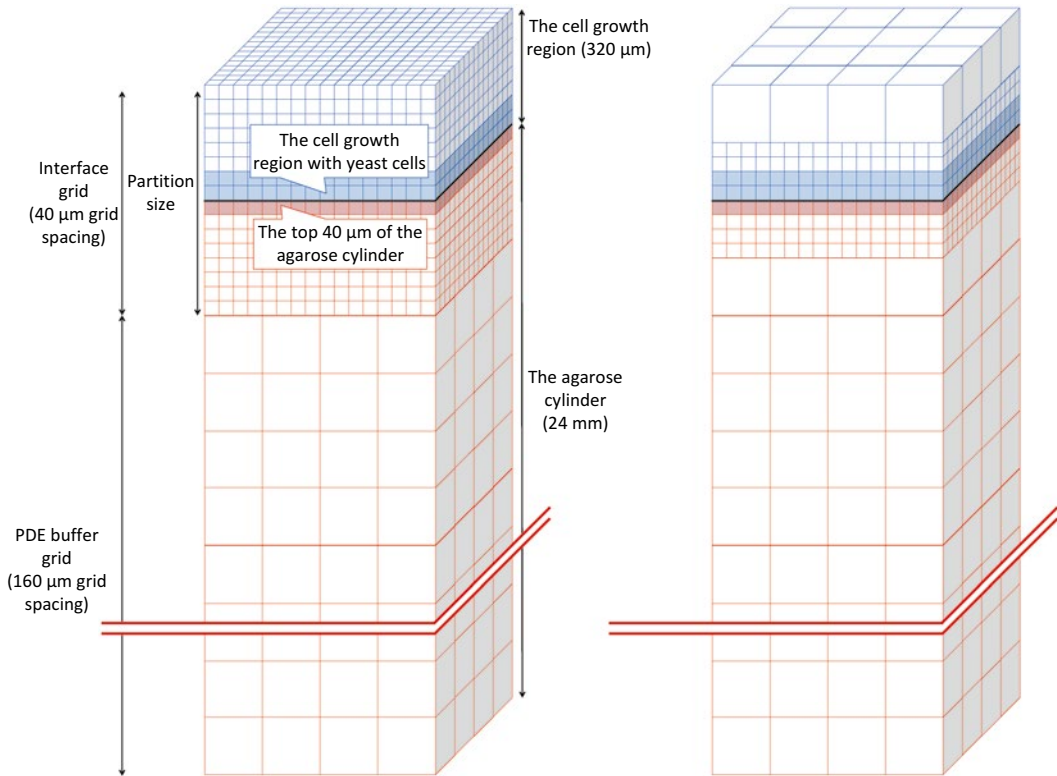 The cell growth
region (320 μm)
The cell growth
region with yeast cells
Interface
grid
(40 μm grid
spacing)
Partition
size
The top 40 μm of the
agarose cylinder
The agarose
cylinder
(24 mm)
PDE buffer
grid
(160 μm grid
spacing)